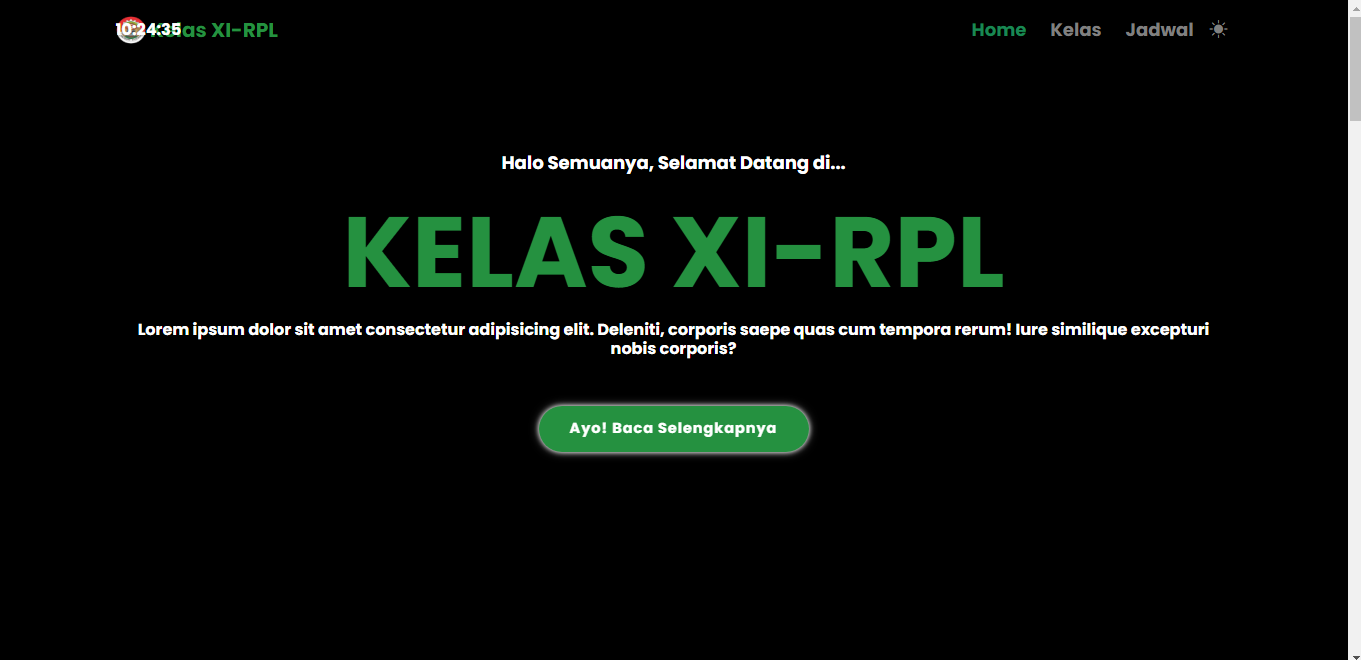 10:24:35
Kelas XI-RPL
Home Kelas Jadwal
Halo Semuanya, Selamat Datang di...
KELAS XI-RPL
Lorem ipsum dolor sit amet consectetur adipisicing elit. Deleniti, corporis saepe quas cum tempora rerum! Iure similique excepturi
nobis corporis?
Ayo! Baca Selengkapnya